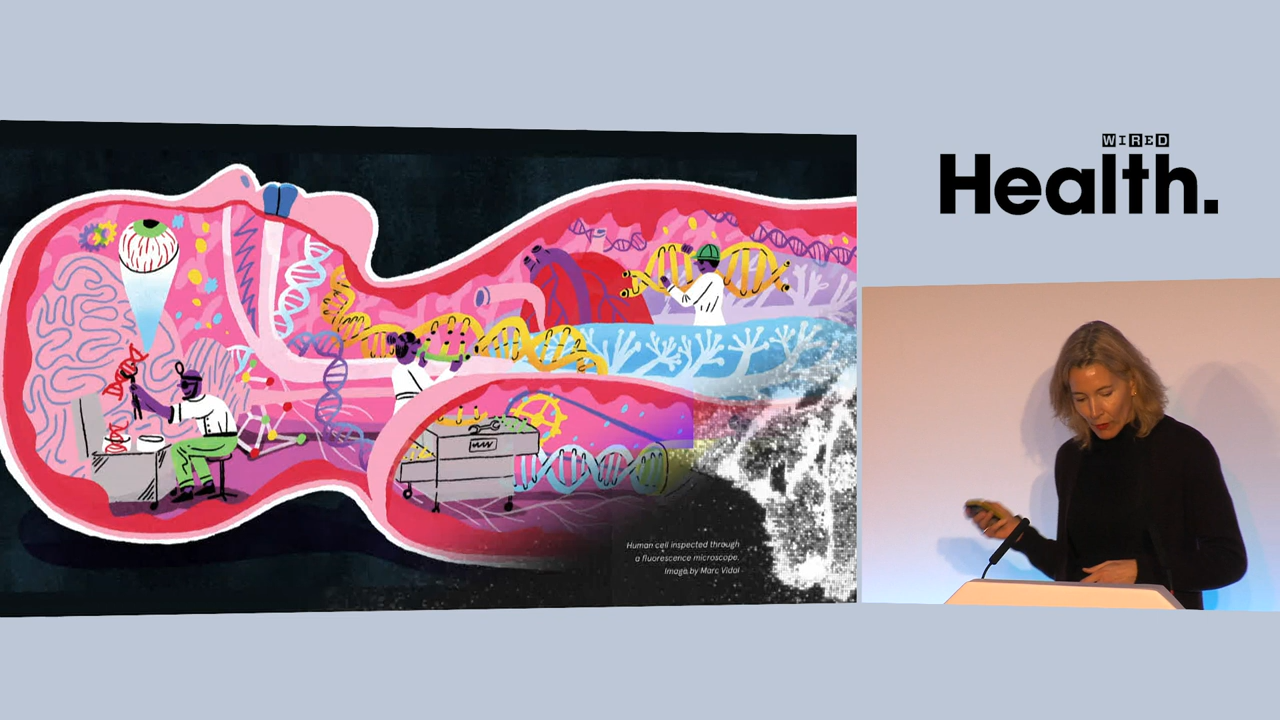 WIRED
Health.
Human cell inspected through
a fluorescence microscope.
Image by Marc Vidal